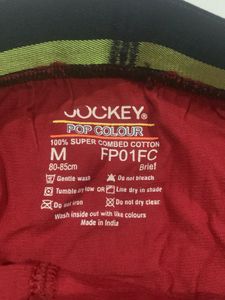 JOCKEY®
POP COLOUR
100% SUPER COMBED COTTON
M FP01FC
80-85cm Brief
Gentle wash Do not bleach
Tumble dry low OR Line dry in shade
Do not iron Do not dry clear
Wash inside out with like colours
Made in India